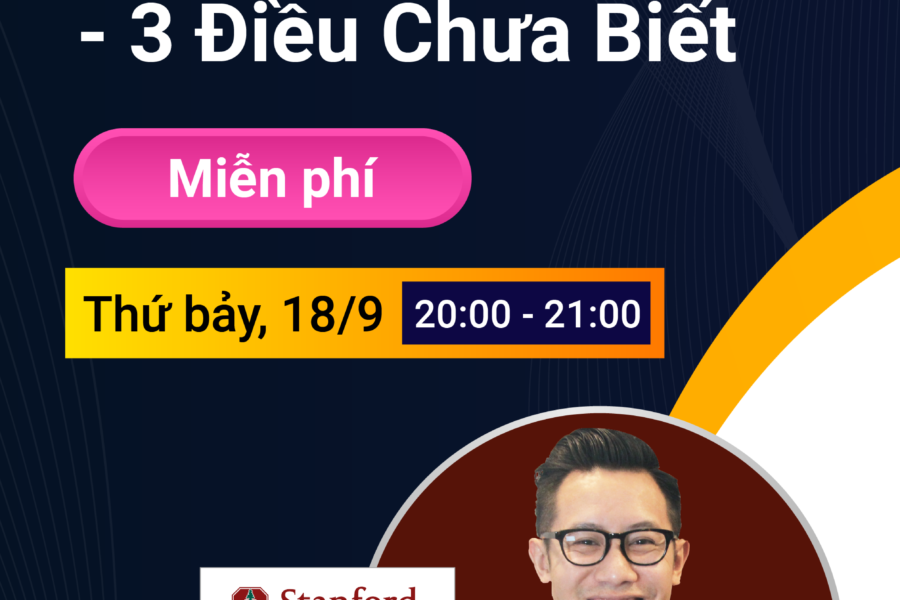 - 3 Điều Chưa Biết
Miễn phí
Thứ bảy, 18/9 20:00 - 21:00
Stanford